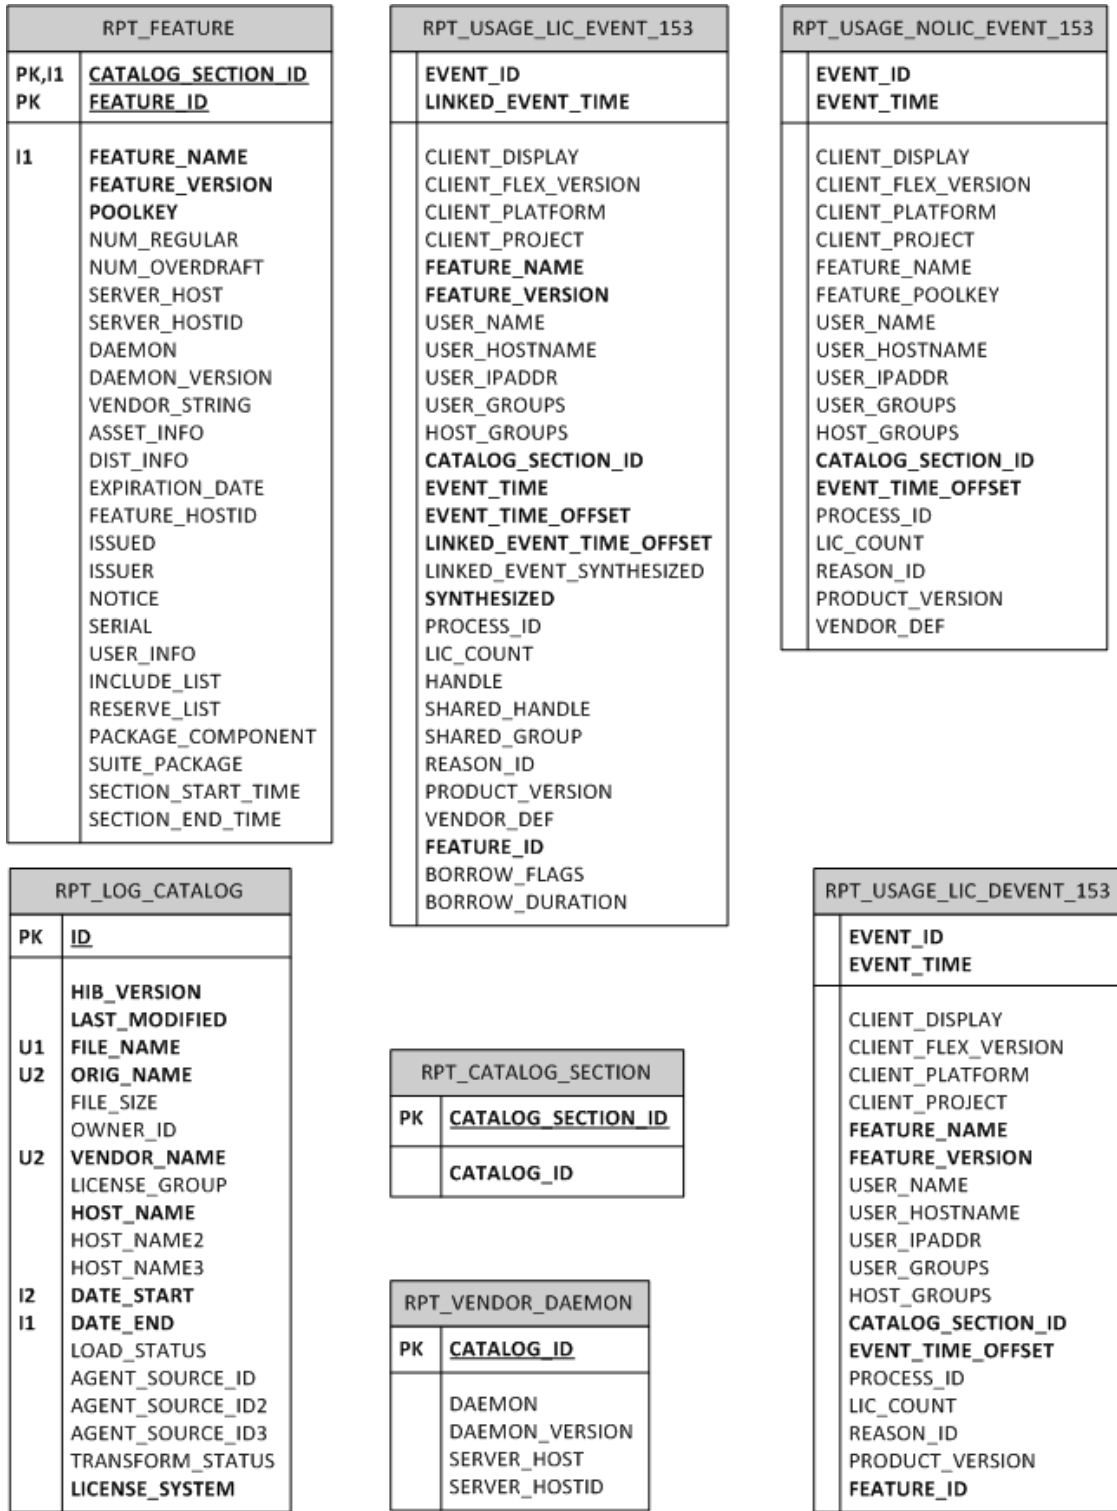 RPT_FEATURE
PK,I1 CATALOG_SECTION_ID
PK FEATURE_ID
I1 FEATURE_NAME
FEATURE_VERSION
POOLKEY
NUM_REGULAR
NUM_OVERDRAFT
SERVER_HOST
SERVER_HOSTID
DAEMON
DAEMON_VERSION
VENDOR_STRING
ASSET_INFO
DIST_INFO
EXPIRATION_DATE
FEATURE_HOSTID
ISSUED
ISSUER
NOTICE
SERIAL
USER_INFO
INCLUDE_LIST
RESERVE_LIST
PACKAGE_COMPONENT
SUITE_PACKAGE
SECTION_START_TIME
SECTION_END_TIME
RPT_USAGE_LIC_EVENT_153
EVENT_ID
LINKED_EVENT_TIME
CLIENT_DISPLAY
CLIENT_FLEX_VERSION
CLIENT_PLATFORM
CLIENT_PROJECT
FEATURE_NAME
FEATURE_VERSION
USER_NAME
USER_HOSTNAME
USER_IPADDR
USER_GROUPS
HOST_GROUPS
CATALOG_SECTION_ID
EVENT_TIME
EVENT_TIME_OFFSET
LINKED_EVENT_TIME_OFFSET
LINKED_EVENT_SYNTHESIZED
SYNTHESIZED
PROCESS_ID
LIC_COUNT
HANDLE
SHARED_HANDLE
SHARED_GROUP
REASON_ID
PRODUCT_VERSION
VENDOR_DEF
FEATURE_ID
BORROW_FLAGS
BORROW_DURATION
RPT_USAGE_NOLIC_EVENT_153
EVENT_ID
EVENT_TIME
CLIENT_DISPLAY
CLIENT_FLEX_VERSION
CLIENT_PLATFORM
CLIENT_PROJECT
FEATURE_NAME
FEATURE_POOLKEY
USER_NAME
USER_HOSTNAME
USER_IPADDR
USER_GROUPS
HOST_GROUPS
CATALOG_SECTION_ID
EVENT_TIME_OFFSET
PROCESS_ID
LIC_COUNT
REASON_ID
PRODUCT_VERSION
VENDOR_DEF
RPT_LOG_CATALOG
PK ID
HIB_VERSION
LAST_MODIFIED
U1 FILE_NAME
U2 ORIG_NAME
FILE_SIZE
OWNER_ID
U2 VENDOR_NAME
LICENSE_GROUP
HOST_NAME
HOST_NAME2
HOST_NAME3
I2 DATE_START
I1 DATE_END
LOAD_STATUS
AGENT_SOURCE_ID
AGENT_SOURCE_ID2
AGENT_SOURCE_ID3
TRANSFORM_STATUS
LICENSE_SYSTEM
RPT_CATALOG_SECTION
PK CATALOG_SECTION_ID
CATALOG_ID
RPT_VENDOR_DAEMON
PK CATALOG_ID
DAEMON
DAEMON_VERSION
SERVER_HOST
SERVER_HOSTID
RPT_USAGE_LIC_DEVENT_153
EVENT_ID
EVENT_TIME
CLIENT_DISPLAY
CLIENT_FLEX_VERSION
CLIENT_PLATFORM
CLIENT_PROJECT
FEATURE_NAME
FEATURE_VERSION
USER_NAME
USER_HOSTNAME
USER_IPADDR
USER_GROUPS
HOST_GROUPS
CATALOG_SECTION_ID
EVENT_TIME_OFFSET
PROCESS_ID
LIC_COUNT
REASON_ID
PRODUCT_VERSION
FEATURE_ID